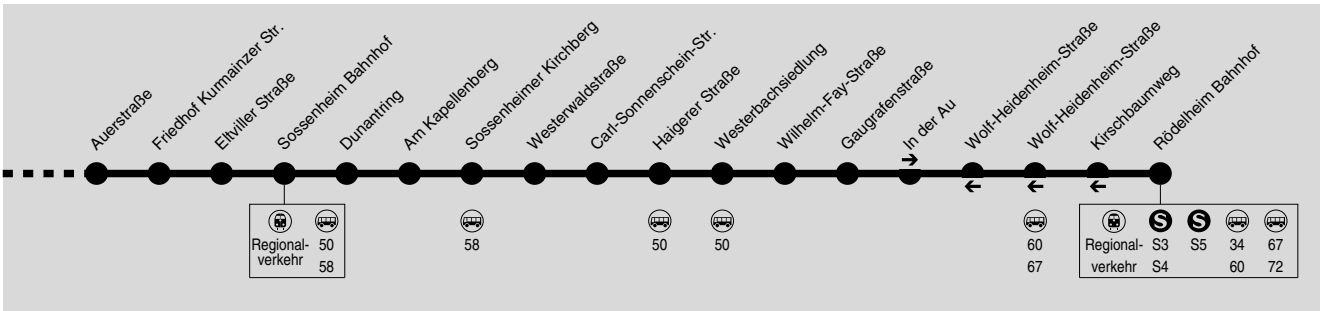 Auerstraße
Friedhof Kurmainzer Str.
Eltviller Straße
Sossenheim Bahnhof
Dunantring
Am Kapellenberg
Sossenheimer Kirchberg
Westerwaldstraße
Carl-Sonnenschein-Str.
Haigerer Straße
Westerbachsiedlung
Wilhelm-Fay-Straße
Gaugrafenstraße
In der Au
Wolf-Heidenheim-Straße
Wolf-Heidenheim-Straße
Kirschbaumweg
Rödelheim Bahnhof
Regional-
verkehr
50
58
58
50
50
60
67
S S
Regional- S3 S5 34 67
verkehr S4 60 72